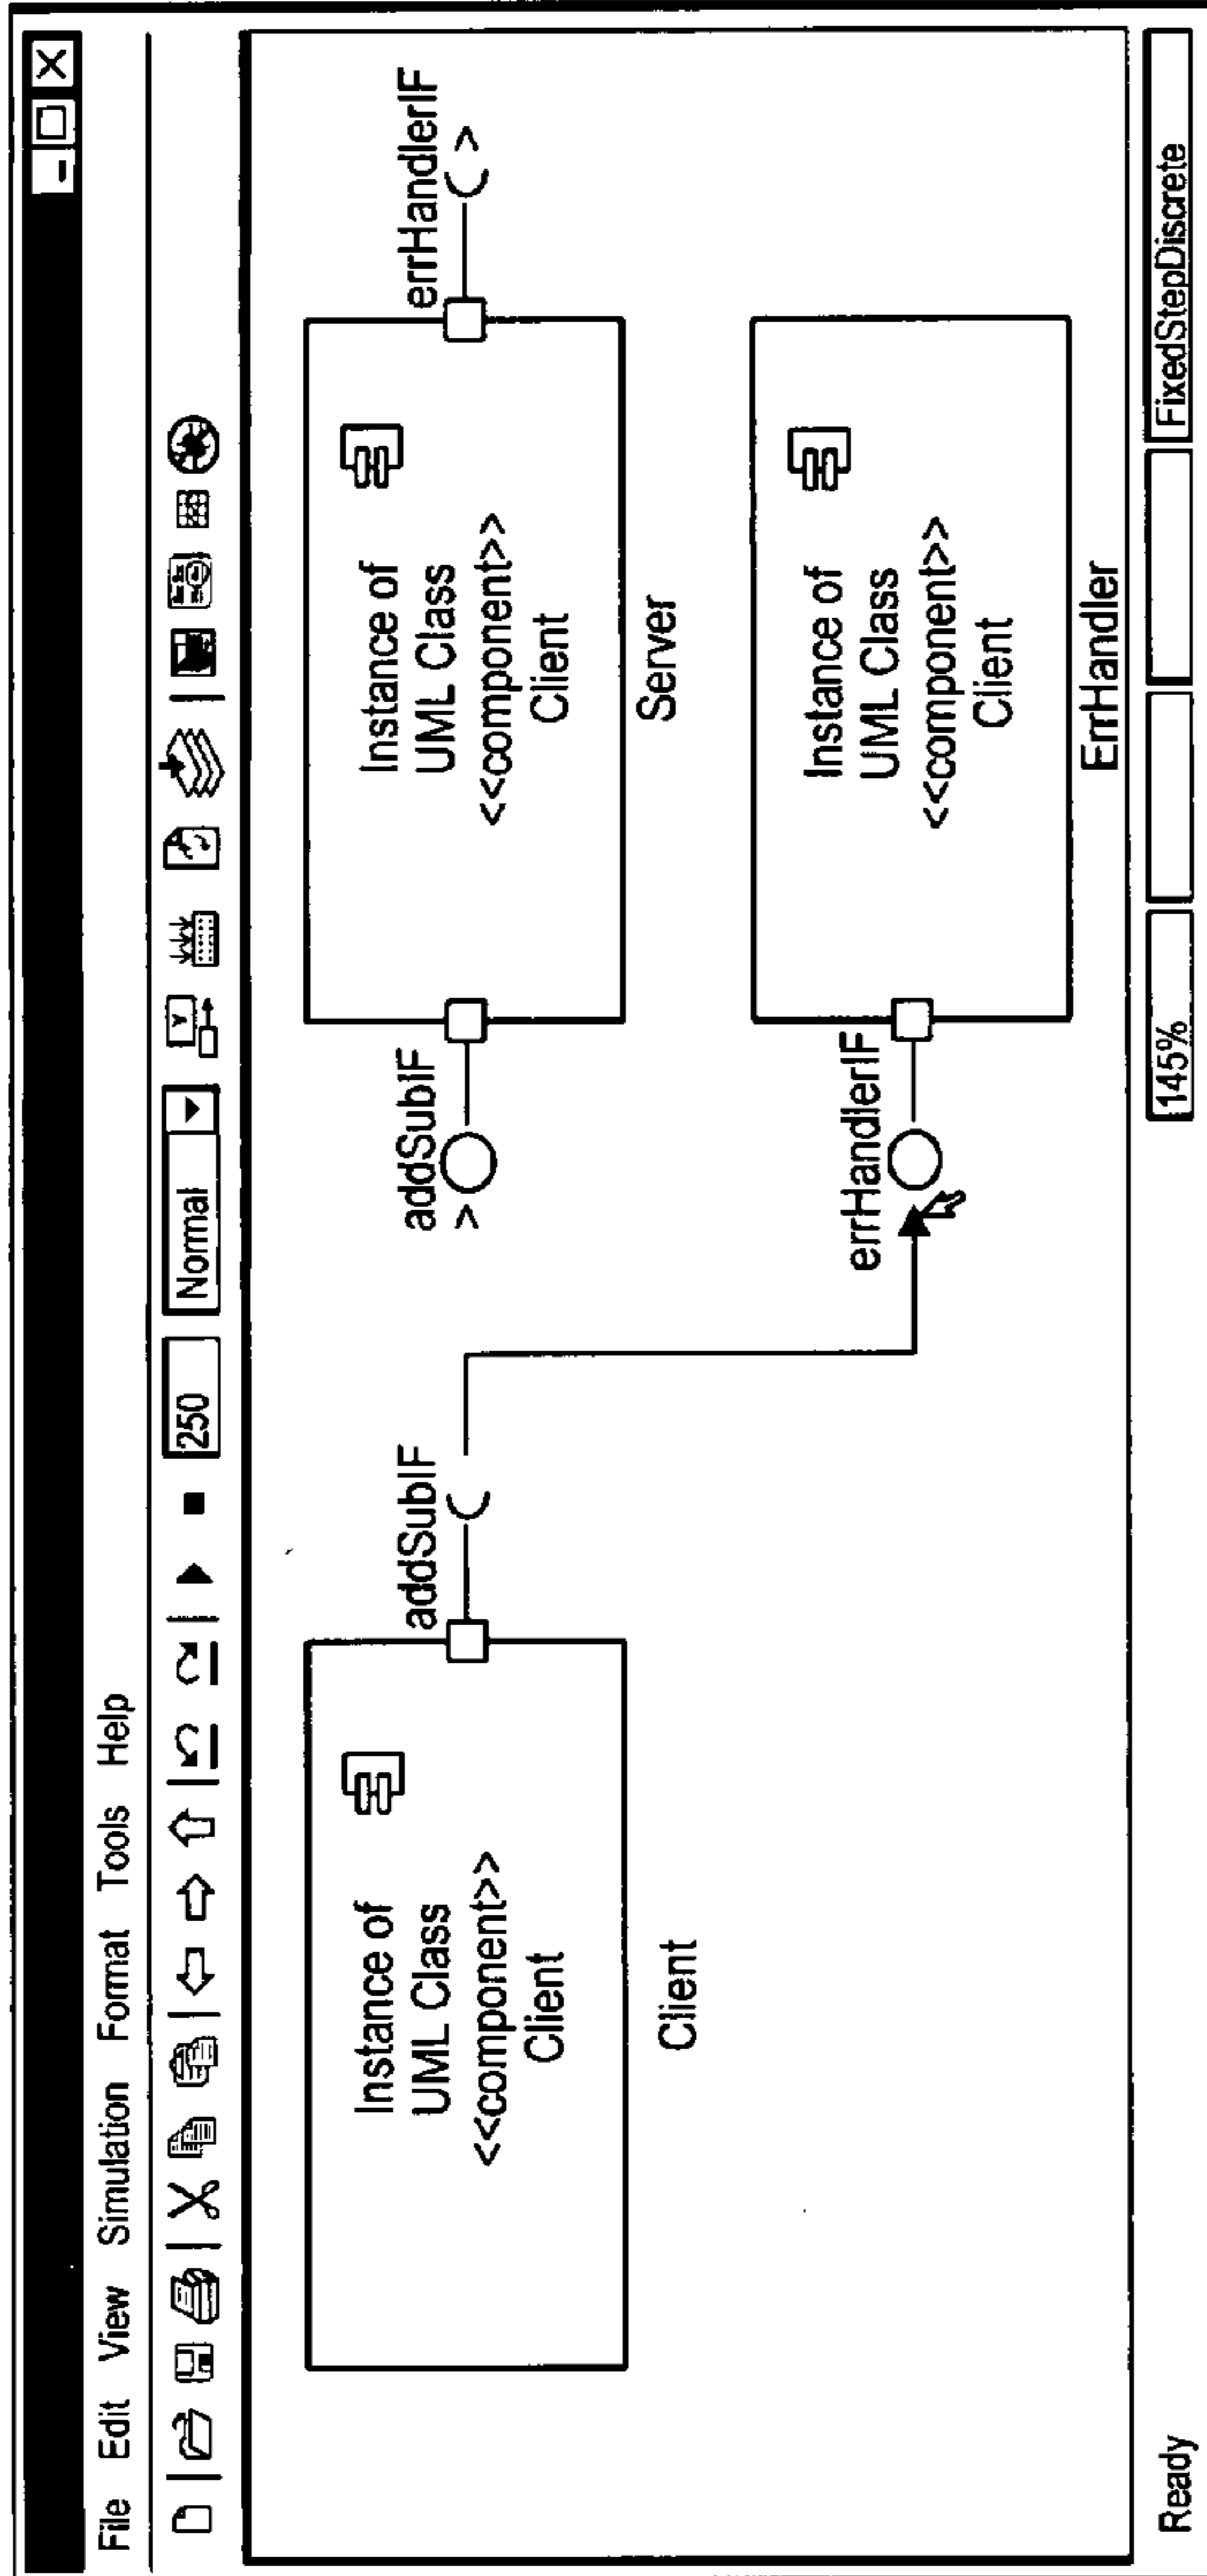 File Edit View Simulation Format Tools Help
250 Normal
addSubIF
addSubIF
errHandlerIF
Instance of
UML Class
<<component>>
Client
Client
Instance of
UML Class
<<component>>
Client
Server
errHandlerIF
Instance of
UML Class
<<component>>
Client
ErrHandler
Ready
145%
FixedStepDiscrete